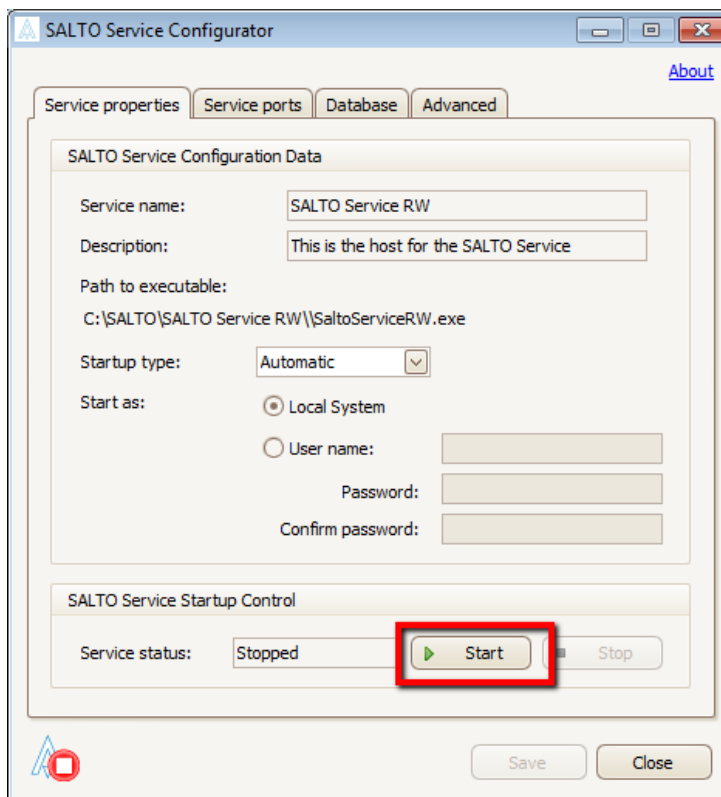 SALTO Service Configurator
About
Service properties Service ports Database Advanced
SALTO Service Configuration Data
Service name: SALTO Service RW
Description: This is the host for the SALTO Service
Path to executable:
C:\SALTO\SALTO Service RW\\SaltoServiceRW.exe
Startup type: Automatic
Start as: Local System
User name:
Password:
Confirm password:
SALTO Service Startup Control
Service status: Stopped Start Stop
Save Close